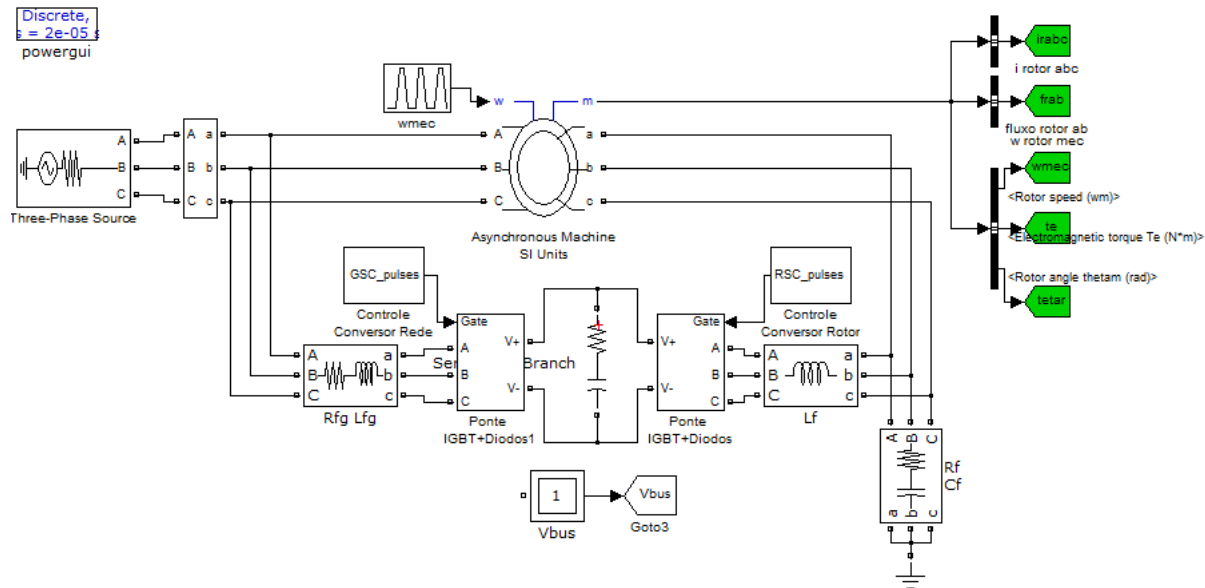 Discrete,
s = 2e-05 s
powergui
wmec
w
m
irabc
i rotor abc
frab
fluxo rotor ab
w rotor mec
wmec
<Rotor speed (wm)>
te
<Electromagnetic torque Te (N*m)>
<Rotor angle thetam (rad)>
tetar
A
B
C
Three-Phase Source
A a
B b
C c
A a
B b
C c
Asynchronous Machine
SI Units
GSC_pulses
Controle
Conversor Rede
RSC_pulses
Controle
Conversor Rotor
A a
B b
C c
Rfg Lfg
Gate
A
B
C
V+
V-
Ponte
IGBT+Diodos1
Ser Branch
Gate
V+
V-
A
B
C
Ponte
IGBT+Diodos
A a
B b
C c
Lf
A B C
a b c
Rf
Cf
1
Vbus
Vbus
Goto3